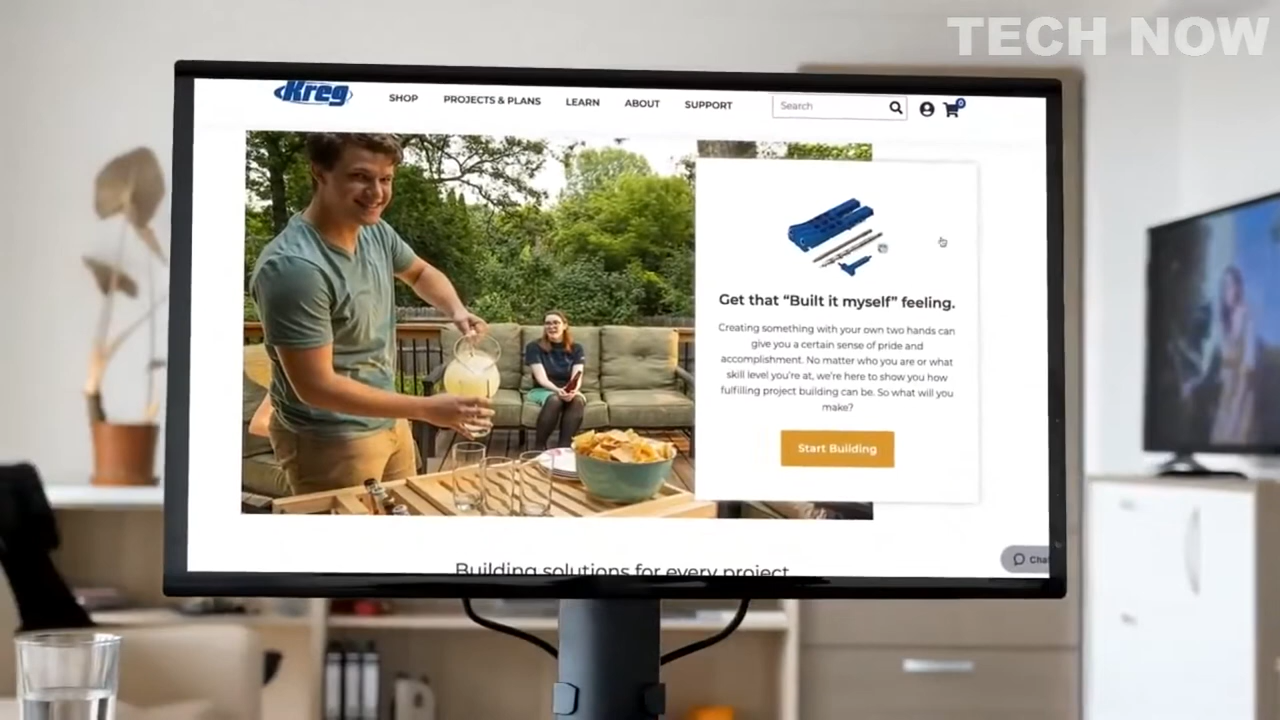 TECH NOW
Kreg
SHOP PROJECTS & PLANS LEARN ABOUT SUPPORT
Search
0
Get that “Built it myself” feeling.
Creating something with your own two hands can
give you a certain sense of pride and
accomplishment. No matter who you are or what
skill level you’re at, we’re here to show you how
fulfilling project building can be. So what will you
make?
Start Building
Building solutions for every project
Chat